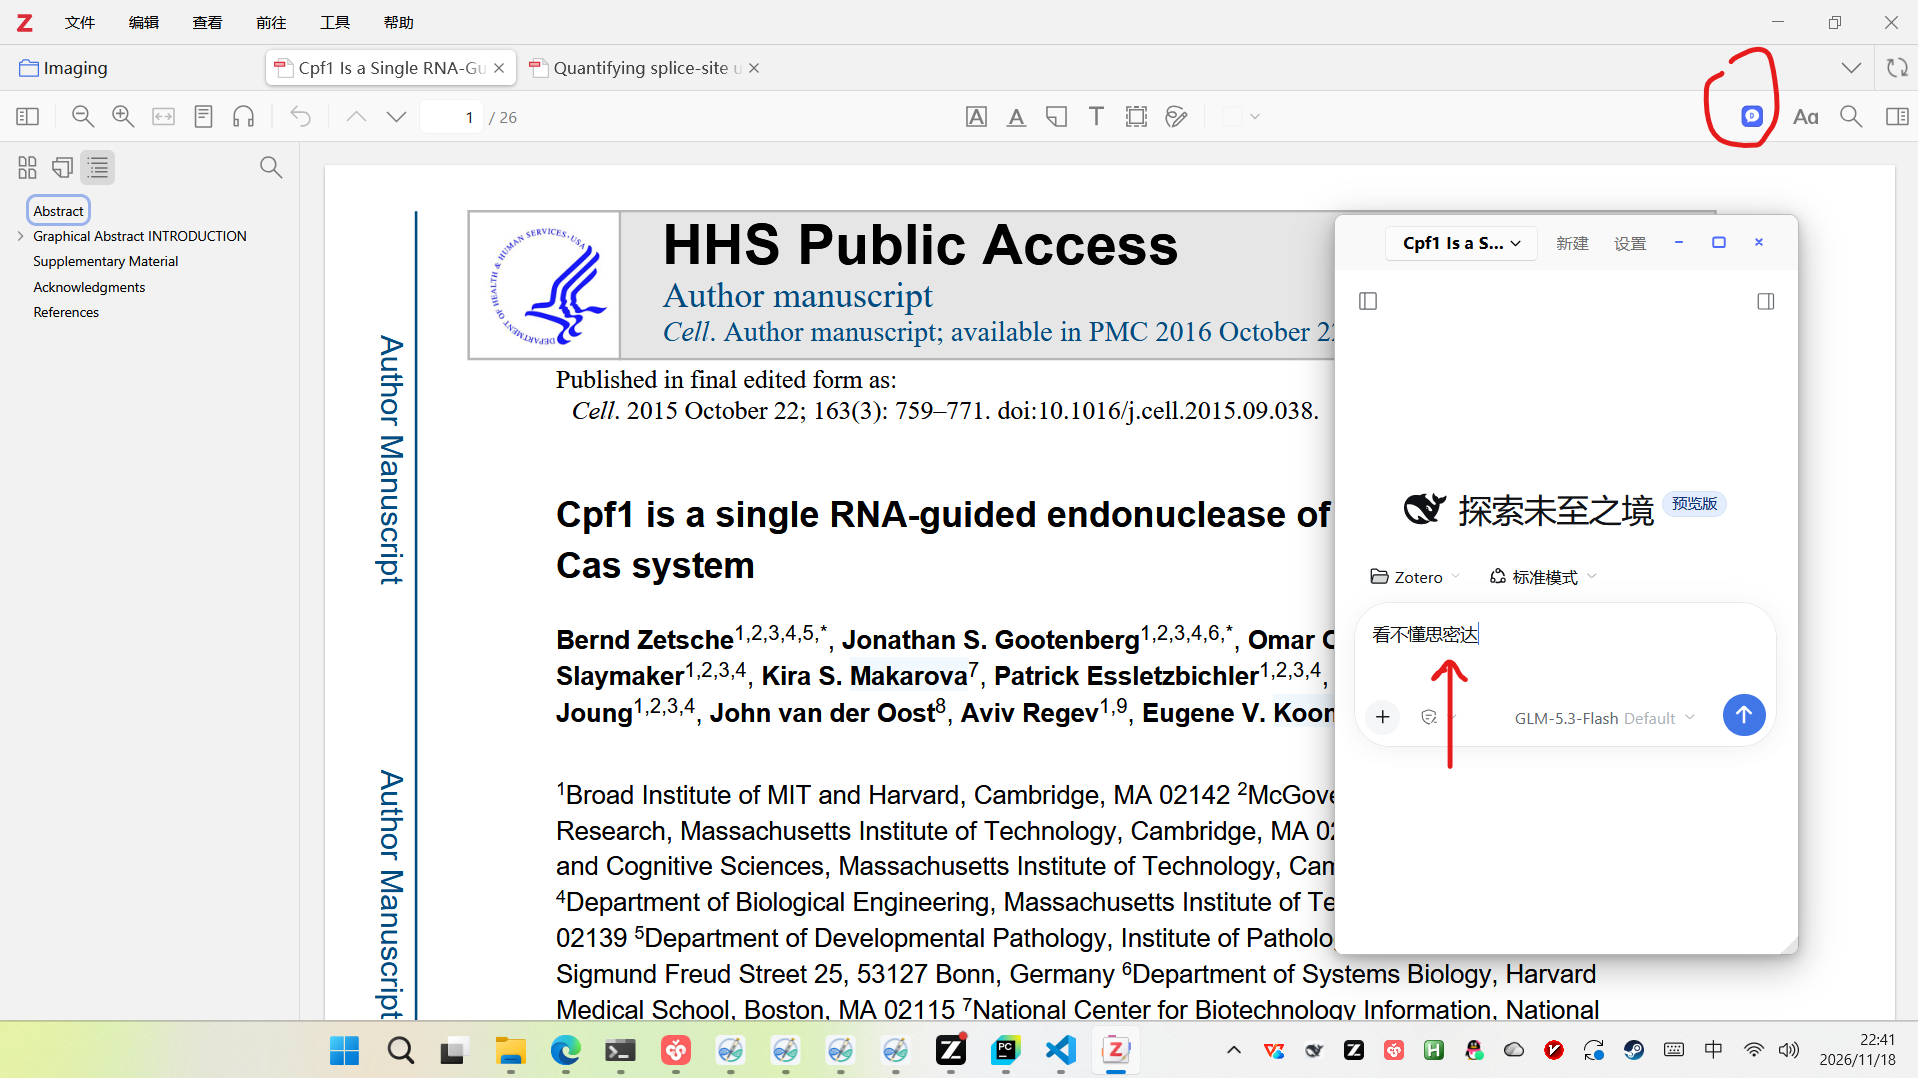 文件 编辑 查看 前往 工具 帮助
Imaging
Cpf1 Is a Single RNA-Gu
Quantifying splice-site u
1 / 26
Aa
Abstract
Graphical Abstract INTRODUCTION
Supplementary Material
Acknowledgments
References
Author Manuscript
Author Manuscript
DEPARTMENT OF HEALTH & HUMAN SERVICES·USA
HHS Public Access
Author manuscript
Cell. Author manuscript; available in PMC 2016 October 22
Published in final edited form as:
Cell. 2015 October 22; 163(3): 759–771. doi:10.1016/j.cell.2015.09.038.
Cpf1 is a single RNA-guided endonuclease of
Cas system
Bernd Zetsche1,2,3,4,5,*, Jonathan S. Gootenberg1,2,3,4,6,*, Omar
Slaymaker1,2,3,4, Kira S. Makarova7, Patrick Essletzbichler1,2,3,4,
Joung1,2,3,4, John van der Oost8, Aviv Regev1,9, Eugene V. Koon
1Broad Institute of MIT and Harvard, Cambridge, MA 02142 2McGove
Research, Massachusetts Institute of Technology, Cambridge, MA 02
and Cognitive Sciences, Massachusetts Institute of Technology, Cam
4Department of Biological Engineering, Massachusetts Institute of Te
02139 5Department of Developmental Pathology, Institute of Patholo
Sigmund Freud Street 25, 53127 Bonn, Germany 6Department of Systems Biology, Harvard
Medical School, Boston, MA 02115 7National Center for Biotechnology Information, National
Cpf1 Is a S... 新建 设置
探索未至之境 预览版
Zotero 标准模式
看不懂思密达
GLM-5.3-Flash Default
中
22:41
2026/11/18